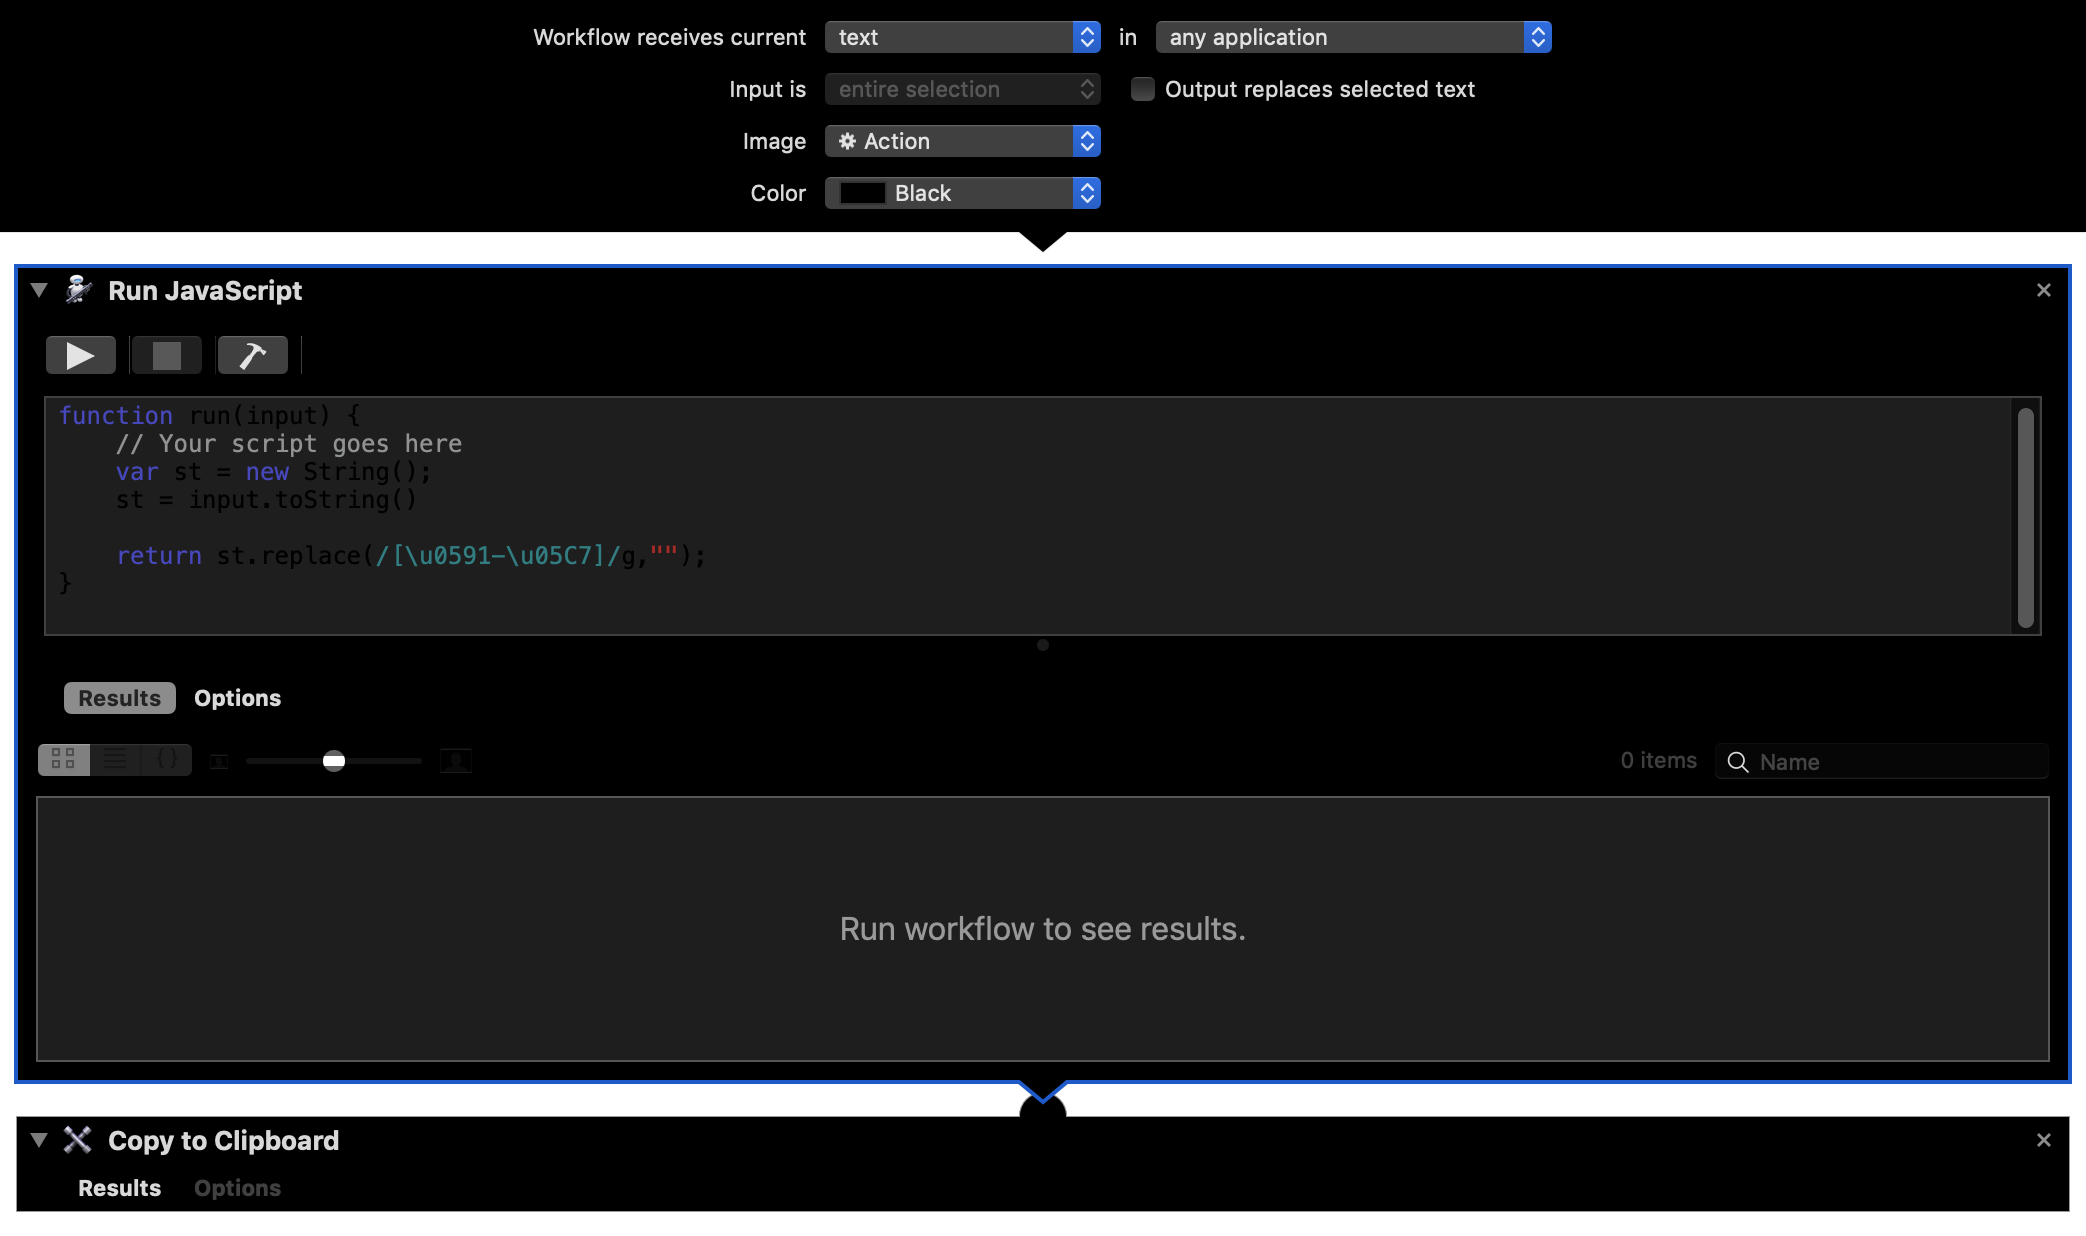 Workflow receives current text in any application
Input is entire selection Output replaces selected text
Image Action
Color Black
Run JavaScript
function run(input) {
// Your script goes here
var st = new String();
st = input.toString()
return st.replace(/[\u0591-\u05C7]/g,"");
}
Results Options
0 items Name
Run workflow to see results.
Copy to Clipboard
Results Options